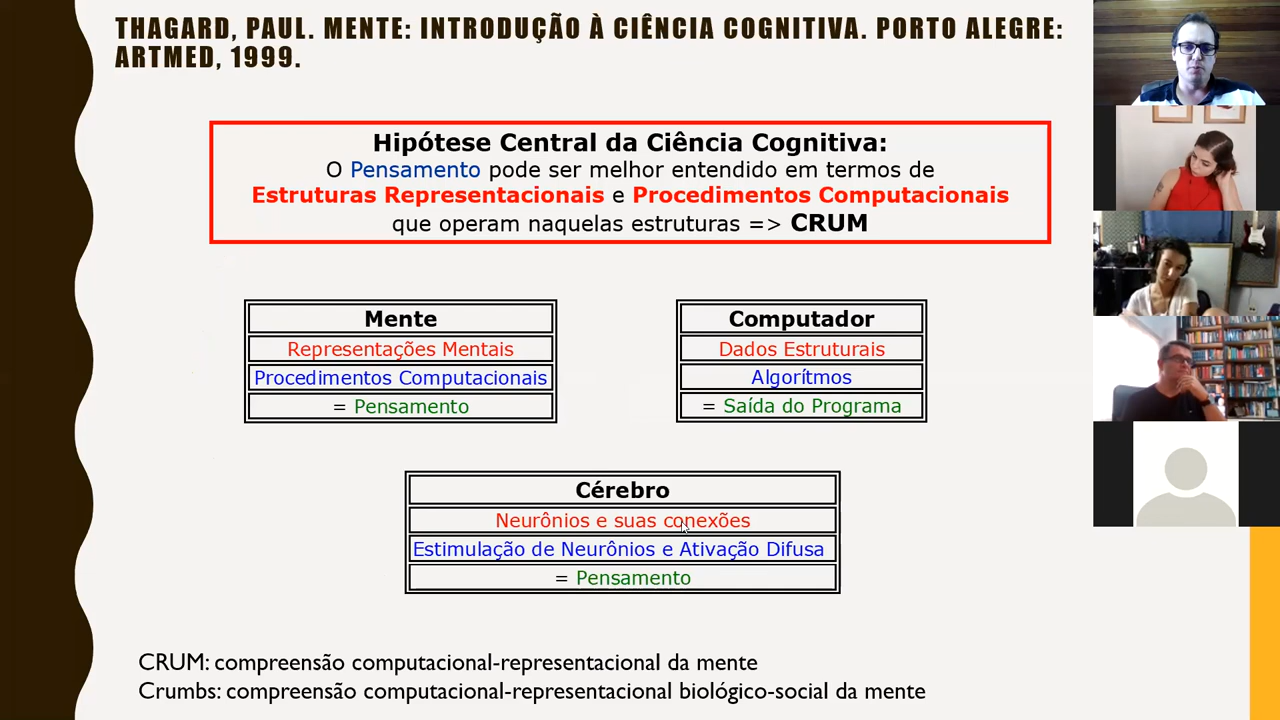 THAGARD, PAUL. MENTE: INTRODUÇÃO À CIÊNCIA COGNITIVA. PORTO ALEGRE:
ARTMED, 1999.
Hipótese Central da Ciência Cognitiva:
O Pensamento pode ser melhor entendido em termos de
Estruturas Representacionais e Procedimentos Computacionais
que operam naquelas estruturas => CRUM
Mente
Representações Mentais
Procedimentos Computacionais
= Pensamento
Computador
Dados Estruturais
Algorítmos
= Saída do Programa
Cérebro
Neurônios e suas conexões
Estimulação de Neurônios e Ativação Difusa
= Pensamento
CRUM: compreensão computacional-representacional da mente
Crumbs: compreensão computacional-representacional biológico-social da mente